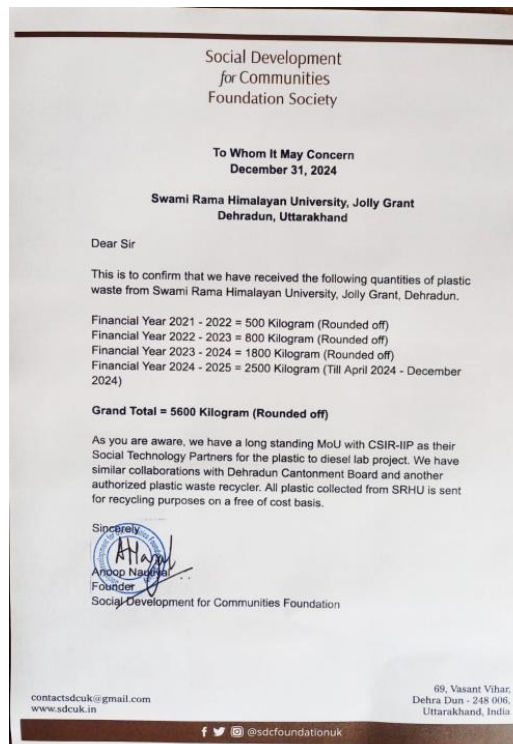 Social Development
for Communities
Foundation Society
To Whom It May Concern
December 31, 2024
Swami Rama Himalayan University, Jolly Grant
Dehradun, Uttarakhand
Dear Sir
This is to confirm that we have received the following quantities of plastic
waste from Swami Rama Himalayan University, Jolly Grant, Dehradun.
Financial Year 2021 - 2022 = 500 Kilogram (Rounded off)
Financial Year 2022 - 2023 = 800 Kilogram (Rounded off)
Financial Year 2023 - 2024 = 1800 Kilogram (Rounded off)
Financial Year 2024 - 2025 = 2500 Kilogram (Till April 2024 - December
2024)
Grand Total = 5600 Kilogram (Rounded off)
As you are aware, we have a long standing MoU with CSIR-IIP as their
Social Technology Partners for the plastic to diesel lab project. We have
similar collaborations with Dehradun Cantonment Board and another
authorized plastic waste recycler. All plastic collected from SRHU is sent
for recycling purposes on a free of cost basis.
Sincerely
Anoop
Founder
Social Development for Communities Foundation
contactsdcuk@gmail.com
www.sdcuk.in
69, Vasant Vihar,
Dehra Dun - 248 006,
Uttarakhand, India
@sdcfoundationuk